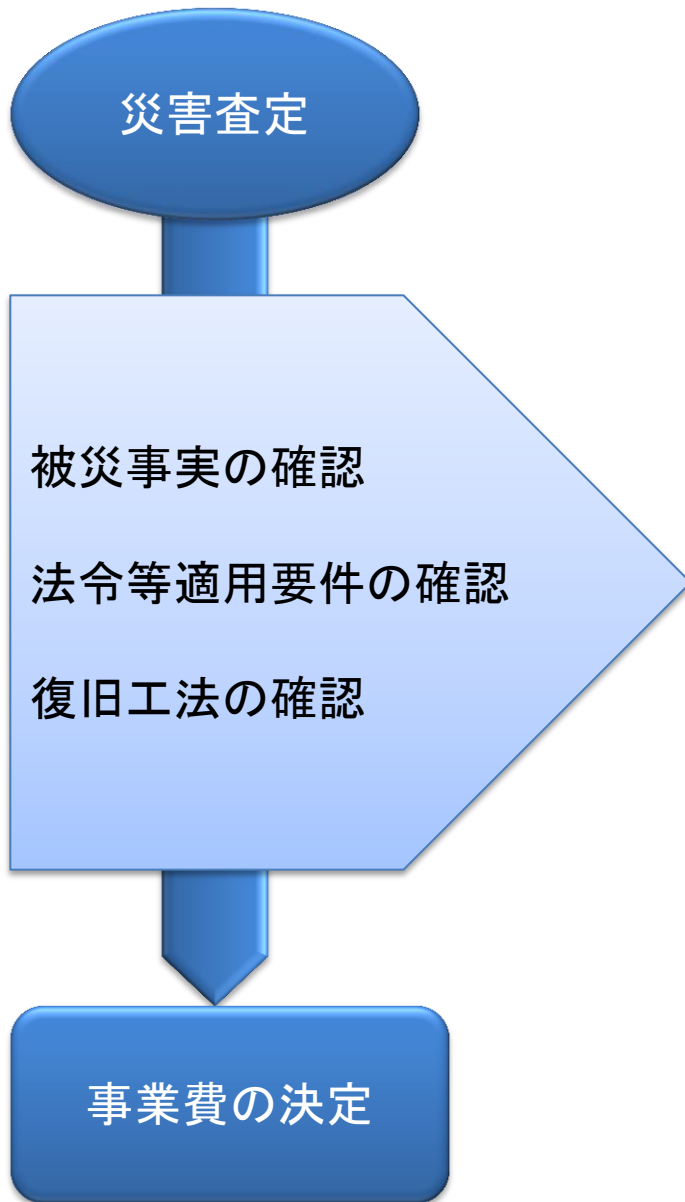 災害査定
被災事実の確認
法令等適用要件の確認
復旧工法の確認
事業費の決定